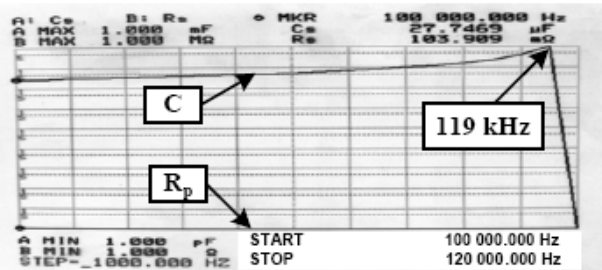 A: Cs B: Rs o MKR 100 000.000 Hz
A MAX 1.000 mF Cs 27.7469 µF
B MAX 1.000 MΩ Rs 103.909 mΩ
C
119 kHz
Rp
A MIN 1.000 pF START 100 000.000 Hz
B MIN 1.000 Ω STOP 120 000.000 Hz
STEP- 1000.000 HZ